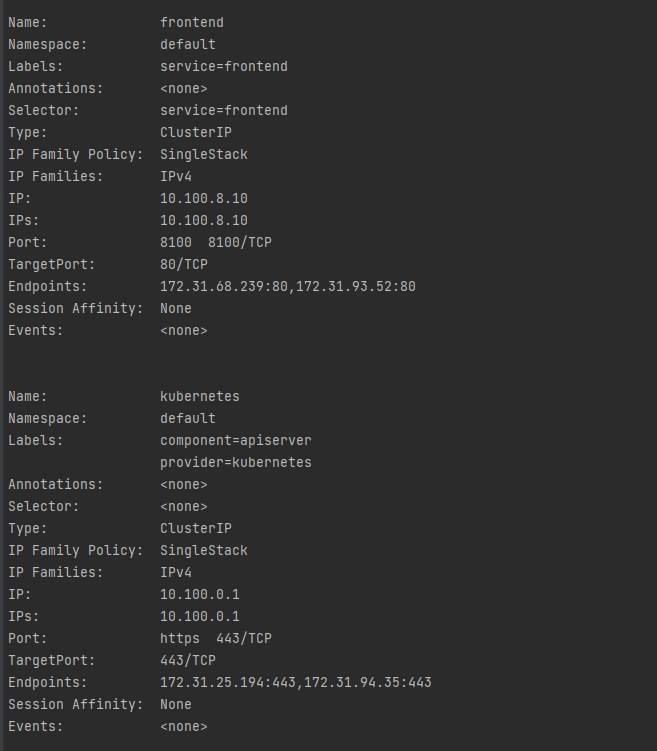 Name:              frontend
Namespace:         default
Labels:            service=frontend
Annotations:       <none>
Selector:          service=frontend
Type:              ClusterIP
IP Family Policy:  SingleStack
IP Families:       IPv4
IP:                10.100.8.10
IPs:               10.100.8.10
Port:              8100  8100/TCP
TargetPort:        80/TCP
Endpoints:         172.31.68.239:80,172.31.93.52:80
Session Affinity:  None
Events:            <none>
Name:              kubernetes
Namespace:         default
Labels:            component=apiserver
                   provider=kubernetes
Annotations:       <none>
Selector:          <none>
Type:              ClusterIP
IP Family Policy:  SingleStack
IP Families:       IPv4
IP:                10.100.0.1
IPs:               10.100.0.1
Port:              https  443/TCP
TargetPort:        443/TCP
Endpoints:         172.31.25.194:443,172.31.94.35:443
Session Affinity:  None
Events:            <none>